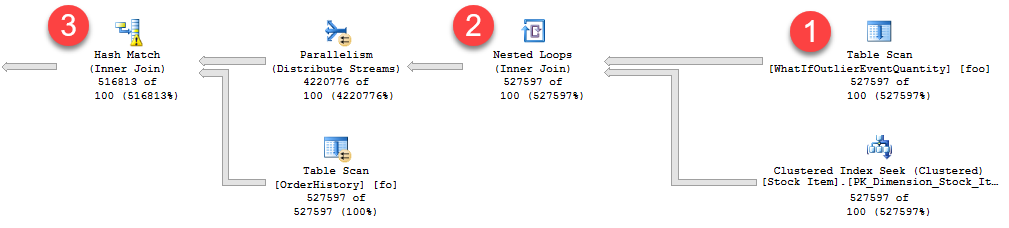 3
Hash Match
(Inner Join)
516813 of
100 (516813%)
Parallelism
(Distribute Streams)
4220776 of
100 (4220776%)
2
Nested Loops
(Inner Join)
527597 of
100 (527597%)
1
Table Scan
[WhatIfOutlierEventQuantity] [foo]
527597 of
100 (527597%)
Table Scan
[OrderHistory] [fo]
527597 of
527597 (100%)
Clustered Index Seek (Clustered)
[Stock Item].[PK_Dimension_Stock_It…
527597 of
100 (527597%)